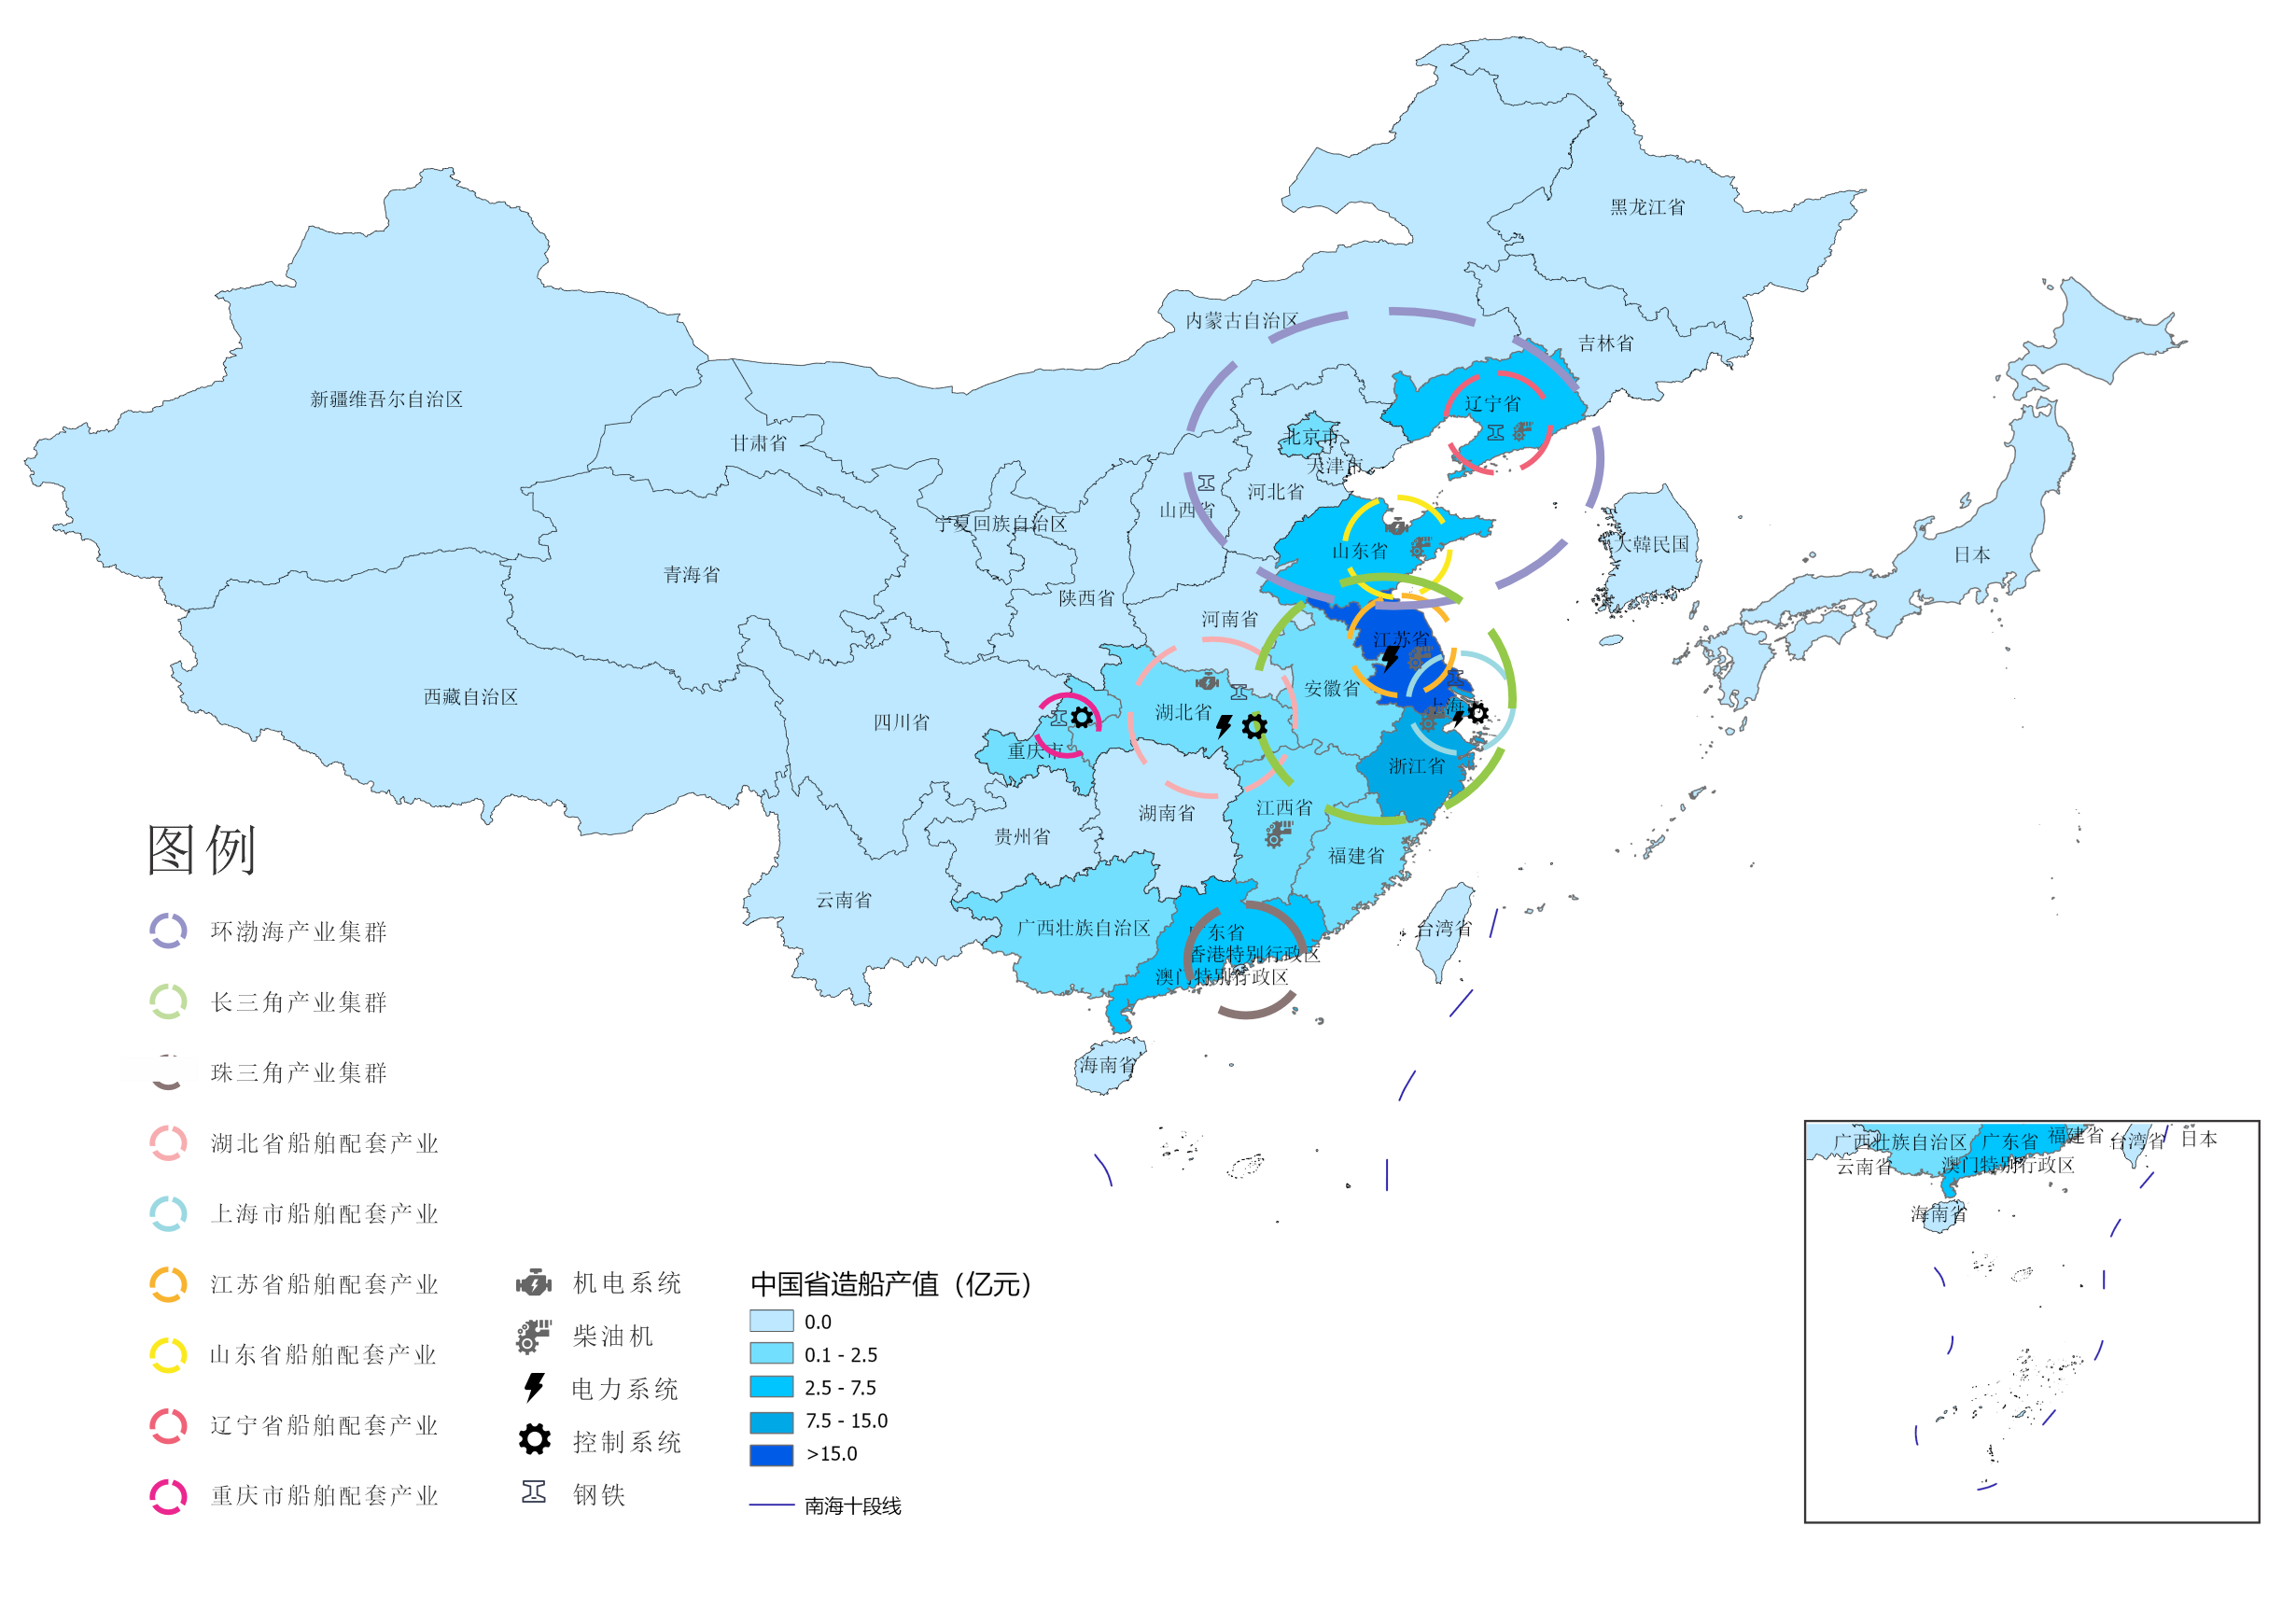 黑龙江省
内蒙古自治区
吉林省
新疆维吾尔自治区
辽宁省
甘肃省
北京市
天津市
河北省
山西省
宁夏回族自治区
大韓民国
山东省
日本
青海省
陕西省
河南省
江苏省
安徽省
西藏自治区
上海市
湖北省
四川省
重庆市
浙江省
江西省
湖南省
贵州省
福建省
云南省
广西壮族自治区
东省
台湾省
香港特别行政区
澳门特别行政区
海南省
图例
环渤海产业集群
长三角产业集群
珠三角产业集群
湖北省船舶配套产业
上海市船舶配套产业
江苏省船舶配套产业
山东省船舶配套产业
辽宁省船舶配套产业
重庆市船舶配套产业
机电系统
柴油机
电力系统
控制系统
钢铁
中国省造船产值（亿元）
0.0
0.1 - 2.5
2.5 - 7.5
7.5 - 15.0
>15.0
南海十段线
广西壮族自治区 广东省 福建省 台湾省 日本
云南省 澳门特别行政区
海南省